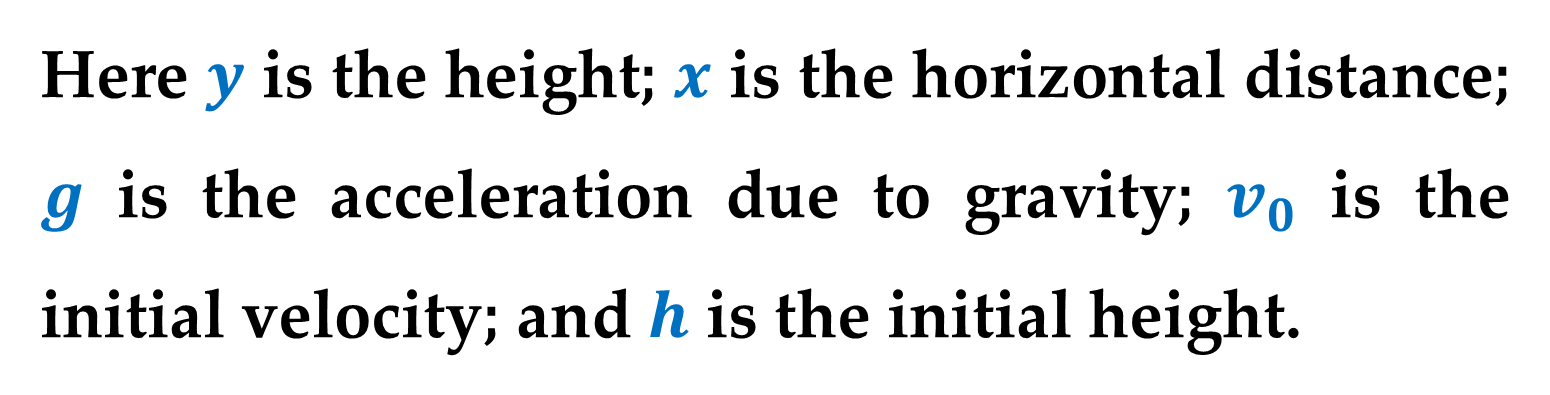 Here y is the height; x is the horizontal distance;
g is the acceleration due to gravity; v₀ is the
initial velocity; and h is the initial height.